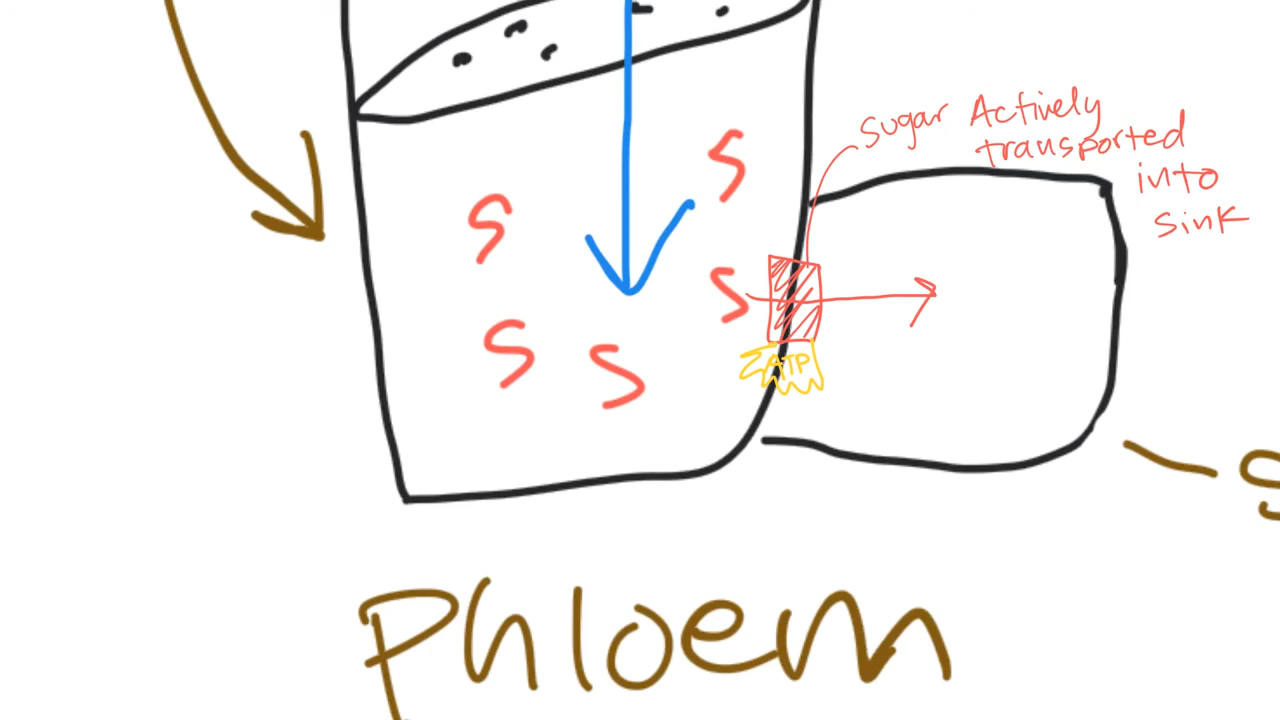 Sugar Actively
transported
into
Sink
S
S
S
S
S
ATP
Phloem